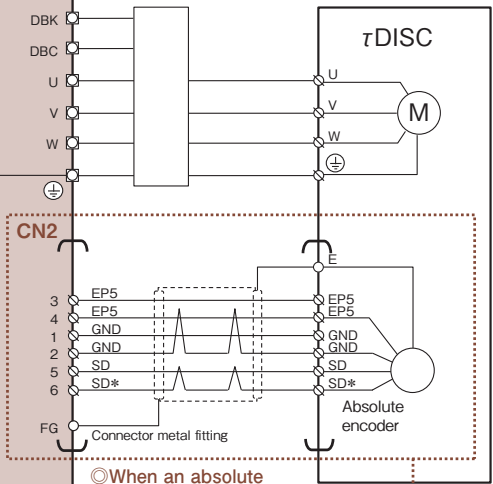 DBK
τDISC
DBC
U U
V V M
W W
CN2
E
3 EP5 EP5
4 EP5 EP5
1 GND GND
2 GND GND
5 SD SD
6 SD* SD*
Absolute
encoder
FG Connector metal fitting
◎When an absolute